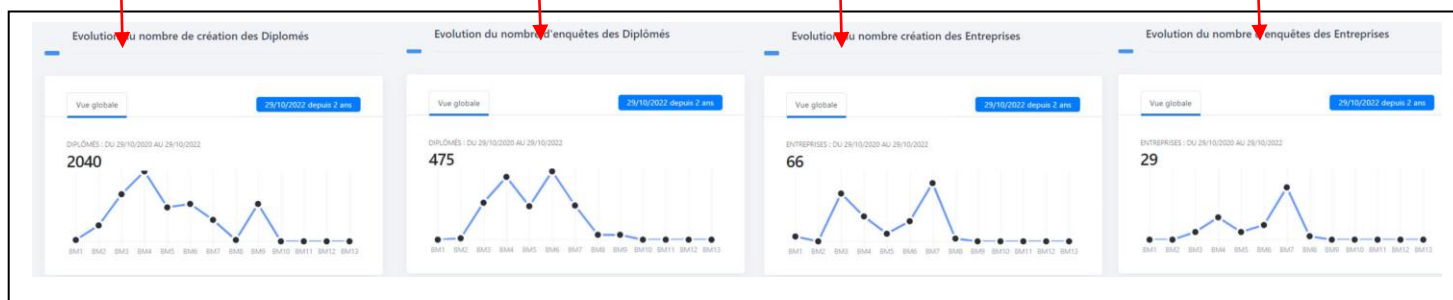 Evolution du nombre de création des Diplomés
Vue globale
29/10/2022 depuis 2 ans
DIPLÔMÉS : DU 29/10/2020 AU 29/10/2022
2040
BM1 BM2 BM3 BM4 BM5 BM6 BM7 BM8 BM9 BM10 BM11 BM12 BM13
Evolution du nombre d'enquêtes des Diplômés
Vue globale
29/10/2022 depuis 2 ans
DIPLÔMÉS : DU 29/10/2020 AU 29/10/2022
475
BM1 BM2 BM3 BM4 BM5 BM6 BM7 BM8 BM9 BM10 BM11 BM12 BM13
Evolution du nombre création des Entreprises
Vue globale
29/10/2022 depuis 2 ans
ENTREPRISES : DU 29/10/2020 AU 29/10/2022
66
BM1 BM2 BM3 BM4 BM5 BM6 BM7 BM8 BM9 BM10 BM11 BM12 BM13
Evolution du nombre d'enquêtes des Entreprises
Vue globale
29/10/2022 depuis 2 ans
ENTREPRISES : DU 29/10/2020 AU 29/10/2022
29
BM1 BM2 BM3 BM4 BM5 BM6 BM7 BM8 BM9 BM10 BM11 BM12 BM13